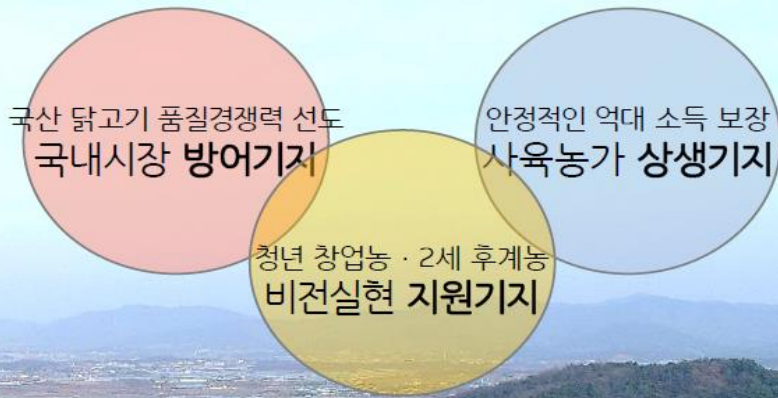 국산 닭고기 품질경쟁력 선도
국내시장 방어기지
안정적인 억대 소득 보장
사육농가 상생기지
청년 창업농 · 2세 후계농
비전실현 지원기지